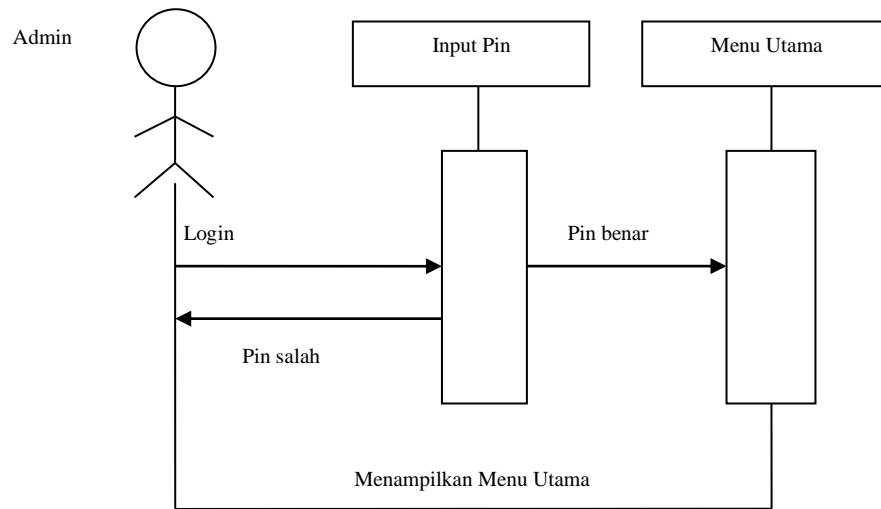 Admin
Input Pin
Menu Utama
Login
Pin benar
Pin salah
Menampilkan Menu Utama